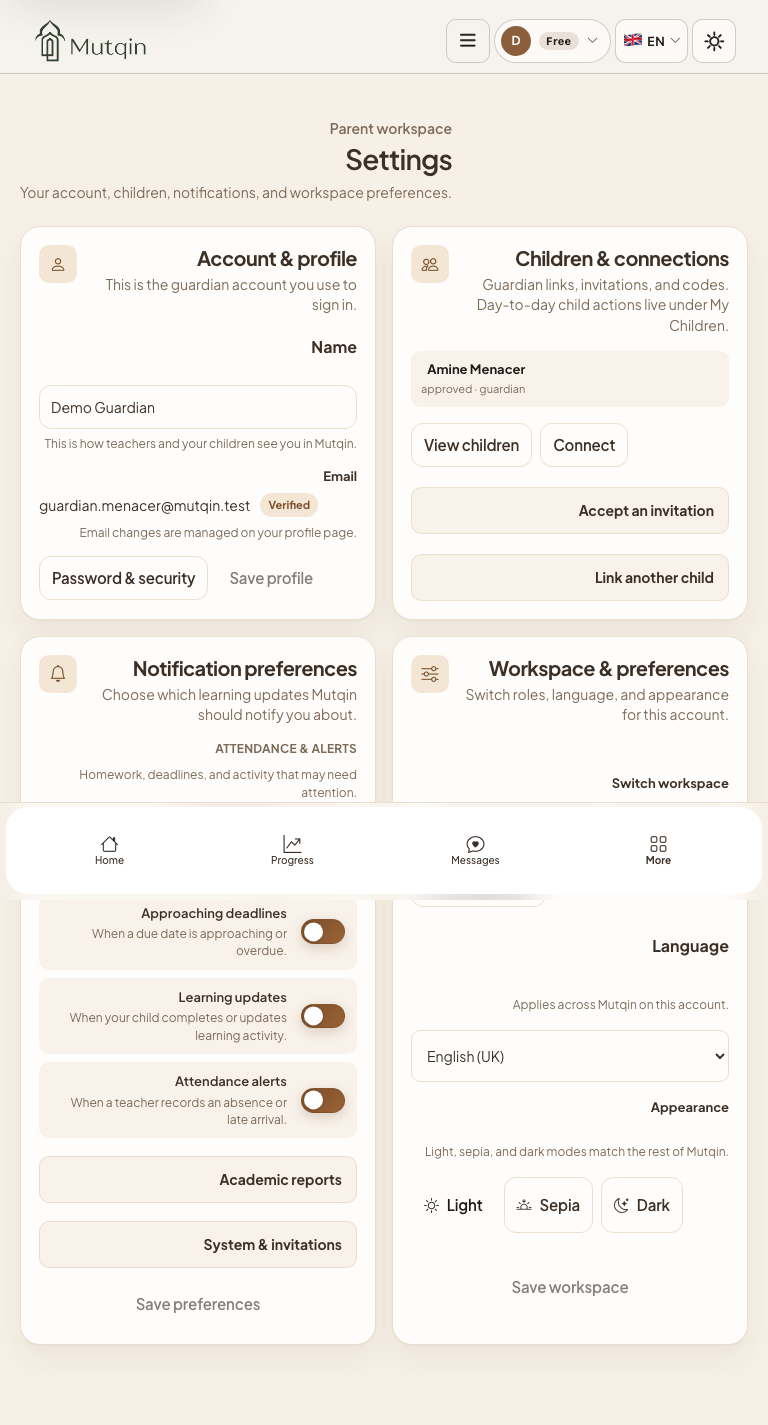 Mutqin
D
Free
EN
Parent workspace
Settings
Your account, children, notifications, and workspace preferences.
Account & profile
This is the guardian account you use to
sign in.
Name
Demo Guardian
This is how teachers and your children see you in Mutqin.
Email
guardian.menacer@mutqin.test Verified
Email changes are managed on your profile page.
Password & security Save profile
Children & connections
Guardian links, invitations, and codes.
Day-to-day child actions live under My
Children.
Amine Menacer
approved · guardian
View children Connect
Accept an invitation
Link another child
Notification preferences
Choose which learning updates Mutqin
should notify you about.
ATTENDANCE & ALERTS
Homework, deadlines, and activity that may need
attention.
Workspace & preferences
Switch roles, language, and appearance
for this account.
Switch workspace
Home
Progress
Messages
More
Approaching deadlines
When a due date is approaching or
overdue.
Learning updates
When your child completes or updates
learning activity.
Attendance alerts
When a teacher records an absence or
late arrival.
Academic reports
System & invitations
Save preferences
Language
Applies across Mutqin on this account.
English (UK)
Appearance
Light, sepia, and dark modes match the rest of Mutqin.
Light Sepia Dark
Save workspace